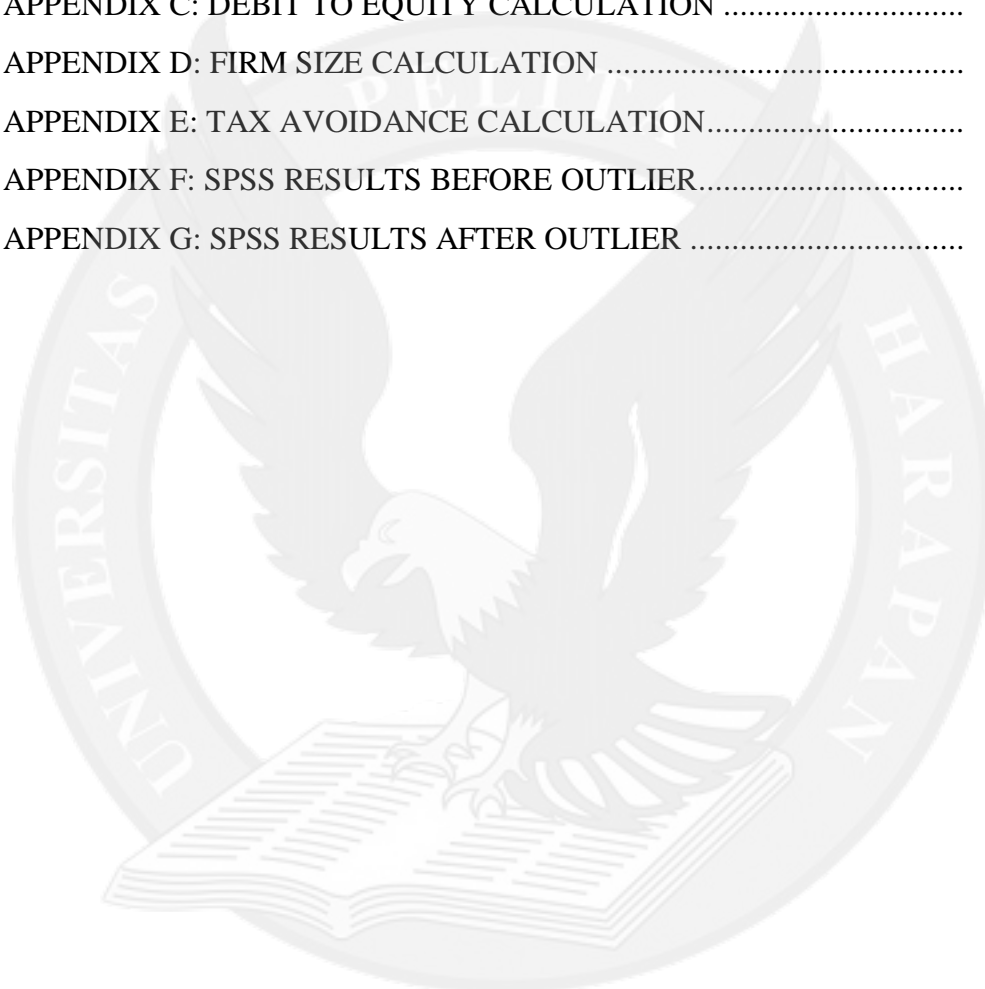 APPENDIX C: DEBIT TO EQUITY CALCULATION ............................
APPENDIX D: FIRM SIZE CALCULATION ...........................................
APPENDIX E: TAX AVOIDANCE CALCULATION...............................
APPENDIX F: SPSS RESULTS BEFORE OUTLIER................................
APPENDIX G: SPSS RESULTS AFTER OUTLIER .................................
UNIVERSITAS PELITA HARAPAN